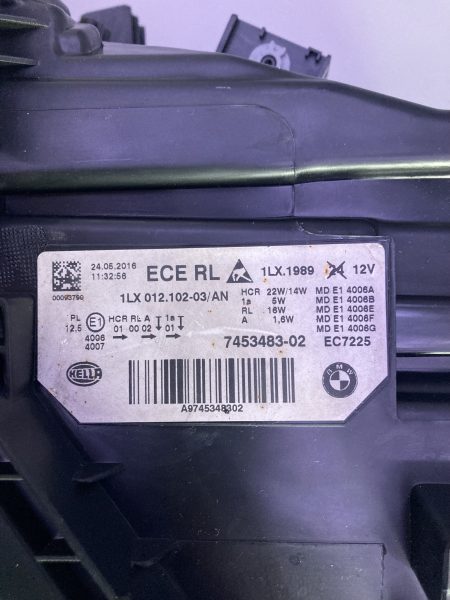 24.05.2016
11:32:56
00093750
ECE RL
1LX.1989 12V
1LX 012.102-03/AN
HCR 22W/14W MD E1 4006A
1a 5W MD E1 4006B
RL 16W MD E1 4006E
A 1,6W MD E1 4006F
MD E1 4006G
PL E1 HCR RL A 1a
12.5 01 00 02 01
4006
4007
7453483-02 EC7225
HELLA
BMW
A9745348302